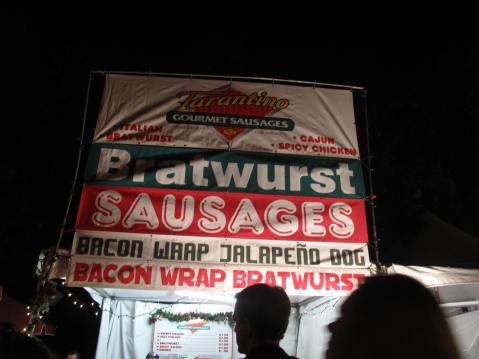 Tarantino
GOURMET SAUSAGES
• ITALIAN
• BRATWURST
• CAJUN
• SPICY CHICKEN
Bratwurst
SAUSAGES
BACON WRAP JALAPEÑO DOG
BACON WRAP BRATWURST